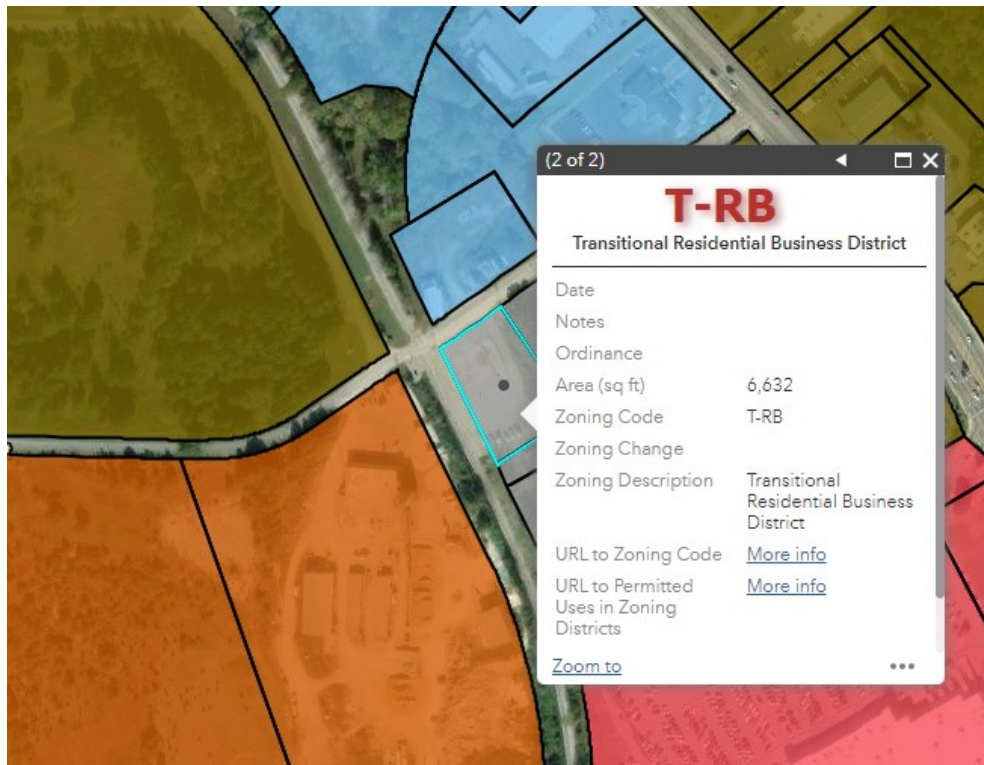 (2 of 2)
T-RB
Transitional Residential Business District
Date
Notes
Ordinance
Area (sq ft) 6,632
Zoning Code T-RB
Zoning Change
Zoning Description Transitional
Residential Business
District
URL to Zoning Code More info
URL to Permitted More info
Uses in Zoning
Districts
Zoom to